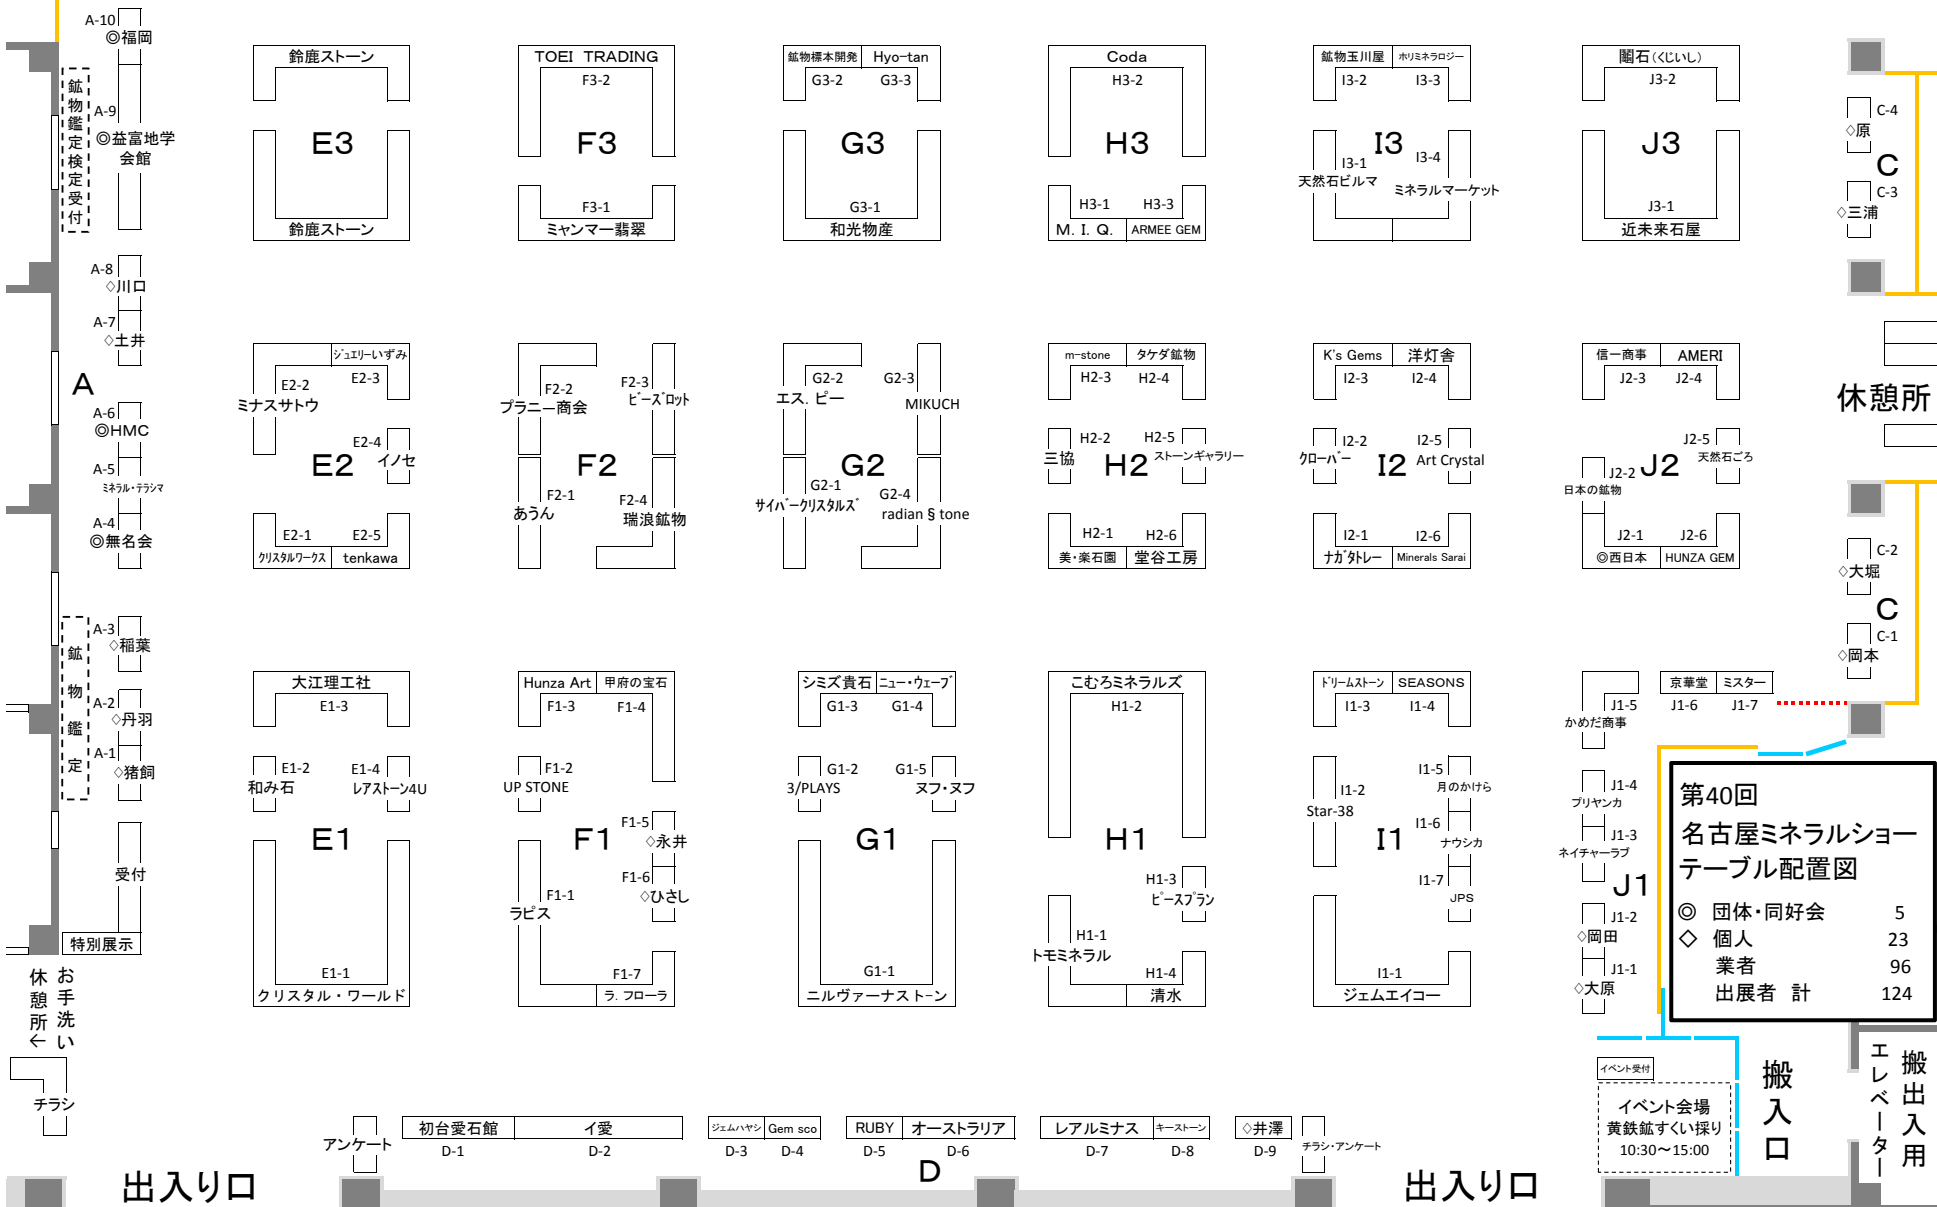 A-10
◎福岡
鉱物鑑定検定受付
A-9
◎益富地学
会館
A-8
◇川口
A-7
◇土井
A
A-6
◎HMC
A-5
ミネラル・テラシマ
A-4
◎無名会
A-3
◇稲葉
鉱物鑑定
A-2
◇丹羽
A-1
◇猪飼
受付
特別展示
お手洗い
休憩所←
チラシ
鈴鹿ストーン
E3
鈴鹿ストーン
TOEI TRADING
F3-2
F3
F3-1
ミャンマー翡翠
鉱物標本開発
Hyo-tan
G3-2
G3-3
G3
G3-1
和光物産
Coda
H3-2
H3
H3-1
H3-3
M. I. Q.
ARMEE GEM
鉱物玉川屋
ホリミネラロジー
I3-2
I3-3
I3
I3-1
天然石ビルマ
I3-4
ミネラルマーケット
圖石(くじいし)
J3-2
J3
J3-1
近未来石屋
C-4
◇原
C
C-3
◇三浦
休憩所
ジュエリーいずみ
E2-2
E2-3
ミナスサトウ
E2-4
イノセ
E2
E2-1
E2-5
クリスタルワークス
tenkawa
F2-2
プラニー商会
F2-3
ビーズロット
F2
F2-1
あうん
F2-4
瑞浪鉱物
G2-2
エス. ピー
G2-3
MIKUCH
G2
G2-1
サイバークリスタルズ
G2-4
radian § tone
m-stone
タケダ鉱物
H2-3
H2-4
H2-2
三協
H2
H2-5
ストーンギャラリー
H2-1
H2-6
美・楽石園
堂谷工房
K's Gems
洋灯舎
I2-3
I2-4
I2-2
クローバー
I2
I2-5
Art Crystal
I2-1
I2-6
ナガタトレー
Minerals Sarai
信一商事
AMERI
J2-3
J2-4
J2-5
天然石ごろ
J2
J2-2
日本の鉱物
J2-1
J2-6
◎西日本
HUNZA GEM
C-2
◇大堀
C
C-1
◇岡本
大江理工社
E1-3
E1-2
和み石
E1-4
レアストーン4U
E1
E1-1
クリスタル・ワールド
Hunza Art
甲府の宝石
F1-3
F1-4
F1-2
UP STONE
F1
F1-5
◇永井
F1-6
◇ひさし
F1-1
ラピス
F1-7
ラ. フローラ
シミズ貴石
ニュー・ウェーブ
G1-3
G1-4
G1-2
3/PLAYS
G1-5
ヌフ・ヌフ
G1
G1-1
ニルヴァーナストーン
こむろミネラルズ
H1-2
H1
H1-3
ピースプラン
H1-1
トモミネラル
H1-4
清水
ドリームストーン
SEASONS
I1-3
I1-4
I1-2
Star-38
I1-5
月のかけら
I1-6
ナウシカ
I1
I1-7
JPS
I1-1
ジェムエイコー
J1-5
かめだ商事
京華堂
ミスター
J1-6
J1-7
J1-4
プリヤンカ
J1-3
ネイチャーラブ
J1
J1-2
◇岡田
J1-1
◇大原
第40回
名古屋ミネラルショー
テーブル配置図
◎ 団体・同好会 5
◇ 個人 23
業者 96
出展者 計 124
イベント受付
イベント会場
黄鉄鉱すくい採り
10:30～15:00
搬入口
搬出入用
エレベーター
アンケート
初台愛石館
D-1
イ愛
D-2
ジェムハヤシ
D-3
Gem sco
D-4
RUBY
D-5
オーストラリア
D-6
D
レアルミナス
D-7
キーストーン
D-8
◇井澤
D-9
チラシ・アンケート
出入り口
出入り口